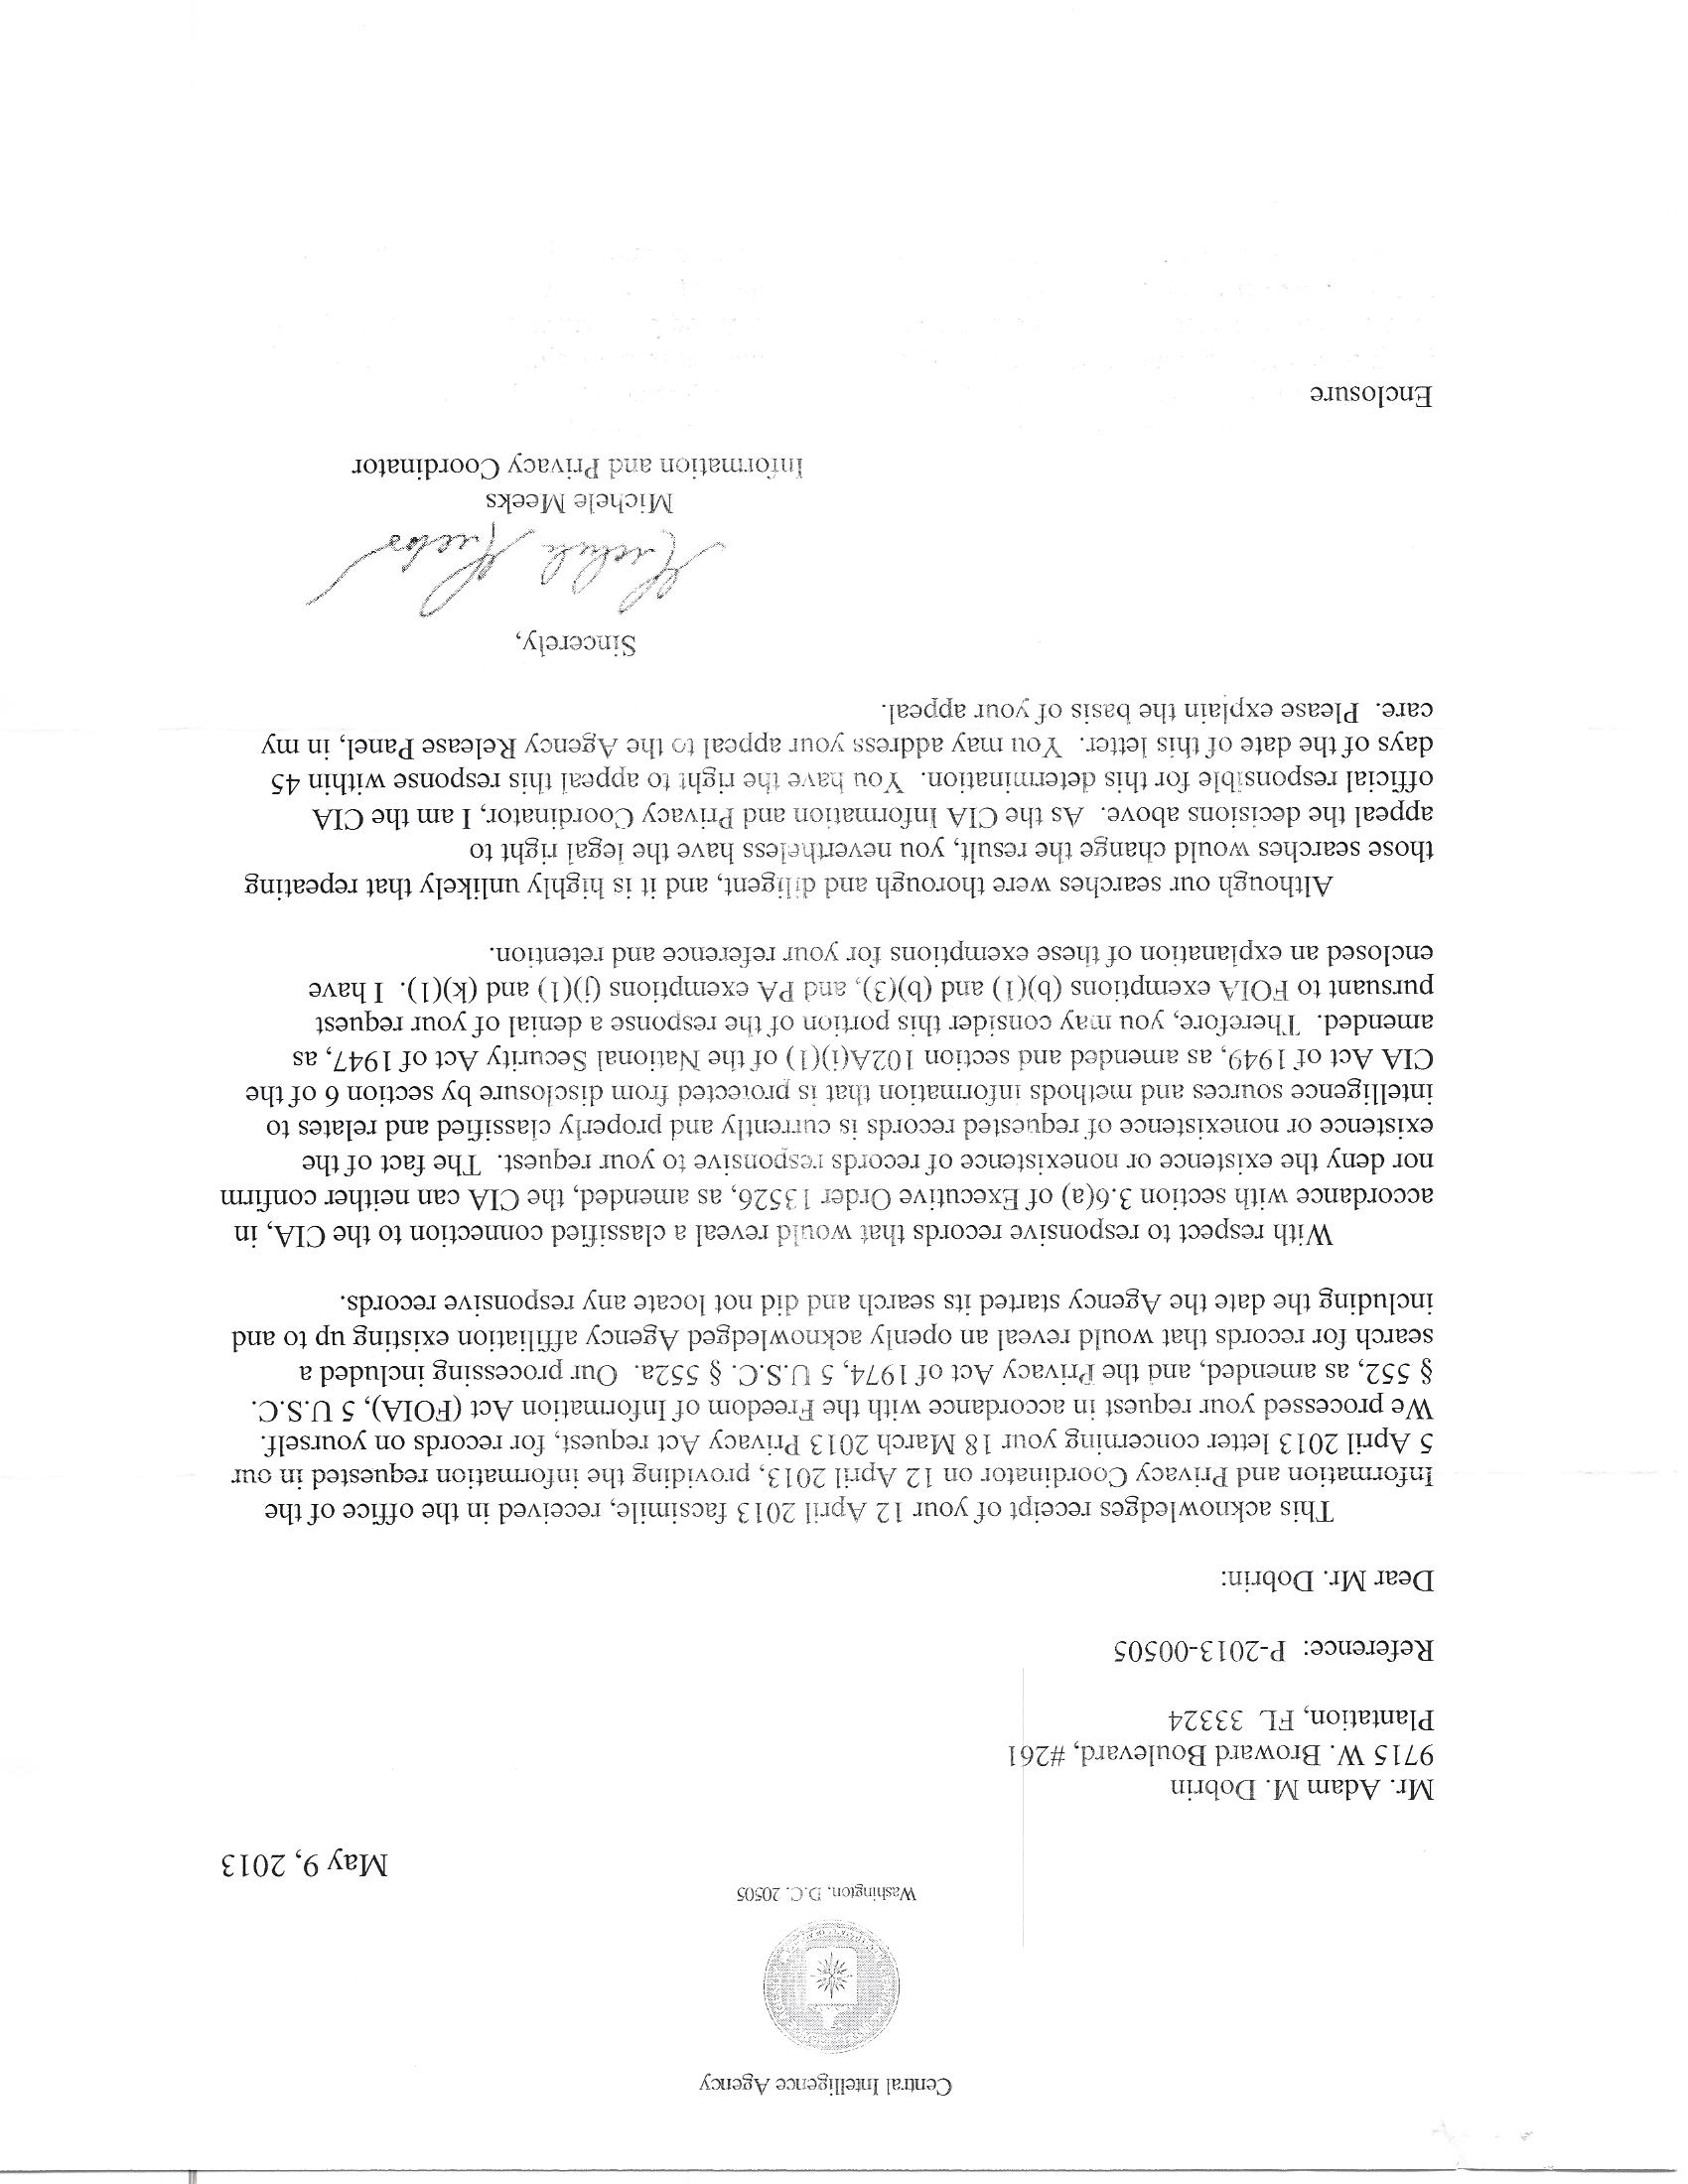 Central Intelligence Agency
Washington, D.C. 20505
May 9, 2013
Mr. Adam M. Dobrin
9715 W. Broward Boulevard, #261
Plantation, FL  33324
Reference:  P-2013-00505
Dear Mr. Dobrin:
This acknowledges receipt of your 12 April 2013 facsimile, received in the office of the
Information and Privacy Coordinator on 12 April 2013, providing the information requested in our
5 April 2013 letter concerning your 18 March 2013 Privacy Act request, for records on yourself.
We processed your request in accordance with the Freedom of Information Act (FOIA), 5 U.S.C.
§ 552, as amended, and the Privacy Act of 1974, 5 U.S.C. § 552a.  Our processing included a
search for records that would reveal an openly acknowledged Agency affiliation existing up to and
including the date the Agency started its search and did not locate any responsive records.
With respect to responsive records that would reveal a classified connection to the CIA, in
accordance with section 3.6(a) of Executive Order 13526, as amended, the CIA can neither confirm
nor deny the existence or nonexistence of records responsive to your request.  The fact of the
existence or nonexistence of requested records is currently and properly classified and relates to
intelligence sources and methods information that is protected from disclosure by section 6 of the
CIA Act of 1949, as amended and section 102A(i)(1) of the National Security Act of 1947, as
amended.  Therefore, you may consider this portion of the response a denial of your request
pursuant to FOIA exemptions (b)(1) and (b)(3), and PA exemptions (j)(1) and (k)(1).  I have
enclosed an explanation of these exemptions for your reference and retention.
Although our searches were thorough and diligent, and it is highly unlikely that repeating
those searches would change the result, you nevertheless have the legal right to
appeal the decisions above.  As the CIA Information and Privacy Coordinator, I am the CIA
official responsible for this determination.  You have the right to appeal this response within 45
days of the date of this letter.  You may address your appeal to the Agency Release Panel, in my
care.  Please explain the basis of your appeal.
Sincerely,
Michele Meeks
Michele Meeks
Information and Privacy Coordinator
Enclosure